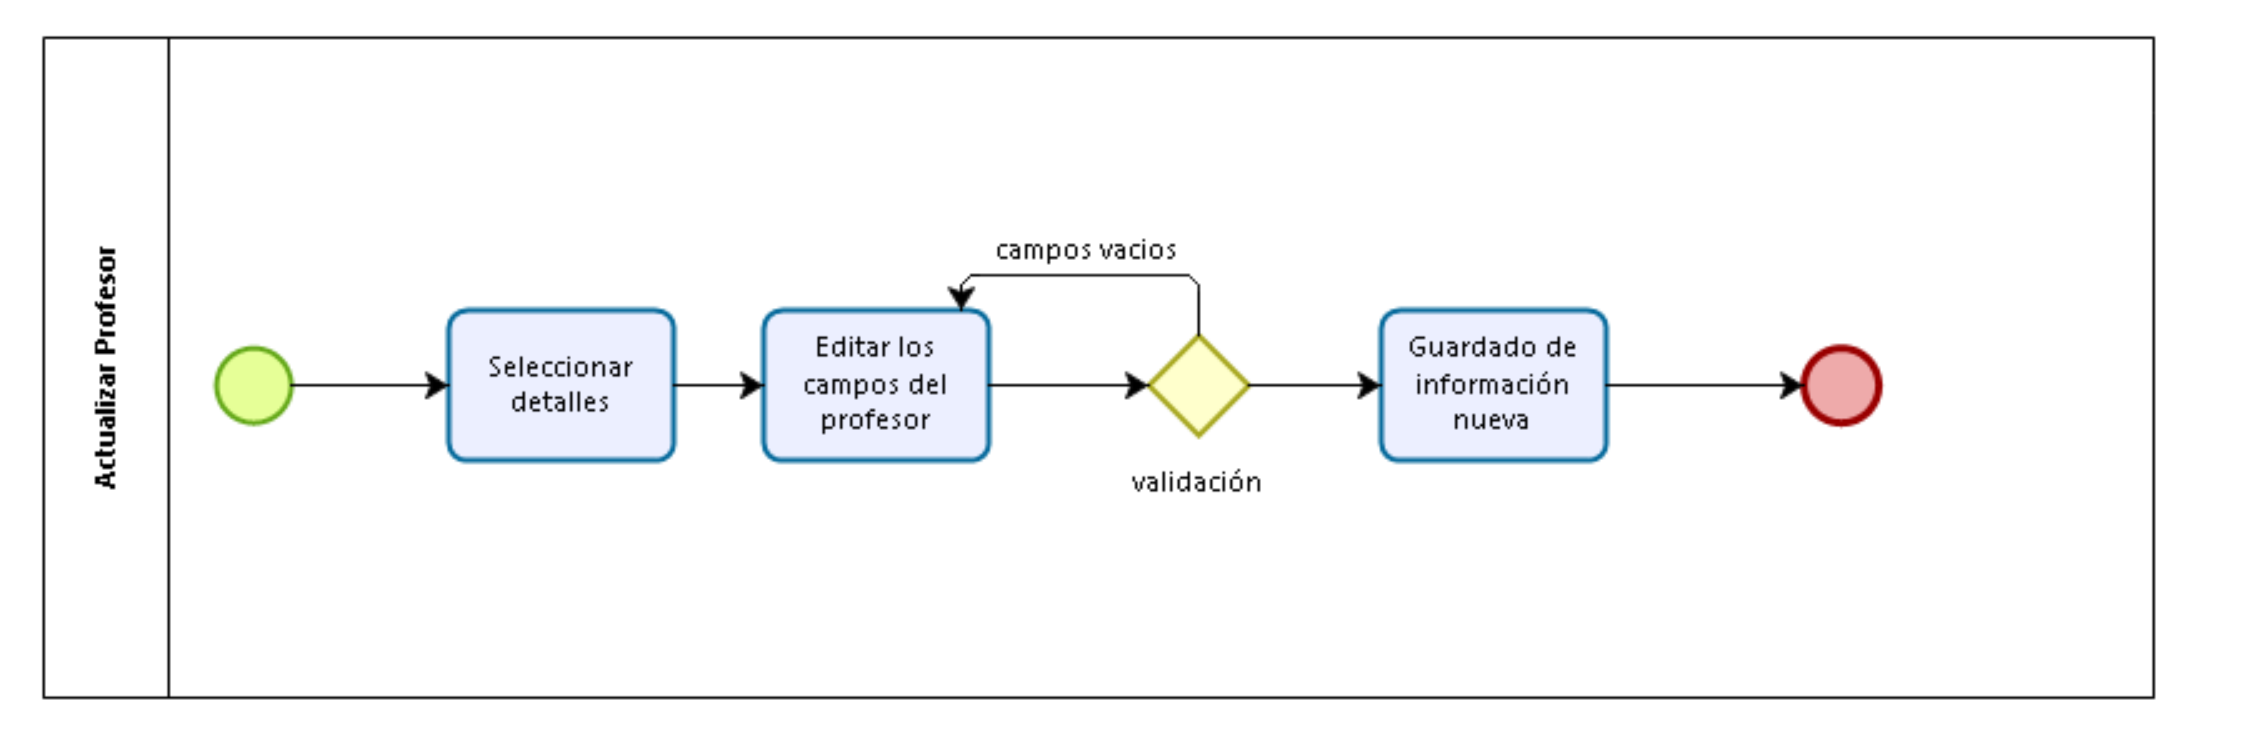 Actualizar Profesor
Seleccionar
detalles
Editar los
campos del
profesor
campos vacios
validación
Guardado de
información
nueva